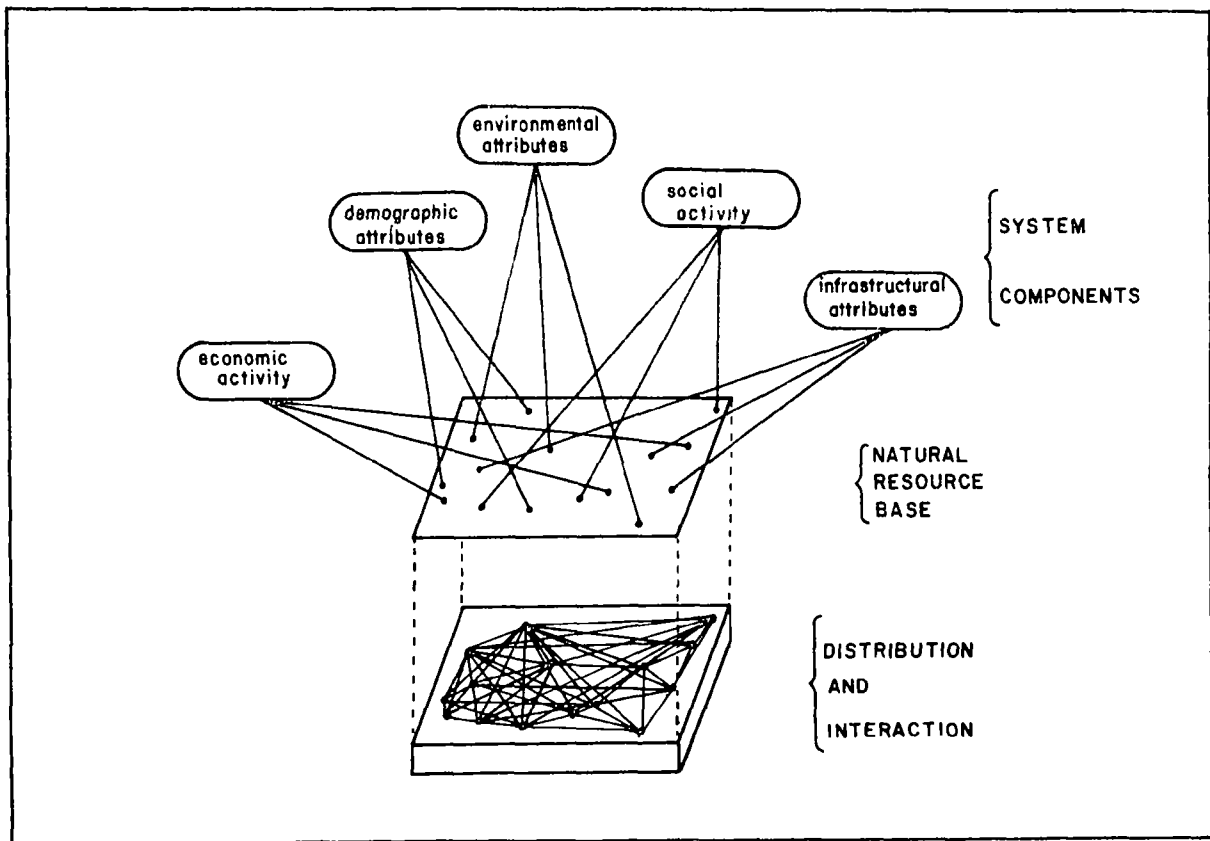 environmental
attributes
social
activity
demographic
attributes
SYSTEM
COMPONENTS
infrastructural
attributes
economic
activity
NATURAL
RESOURCE
BASE
DISTRIBUTION
AND
INTERACTION